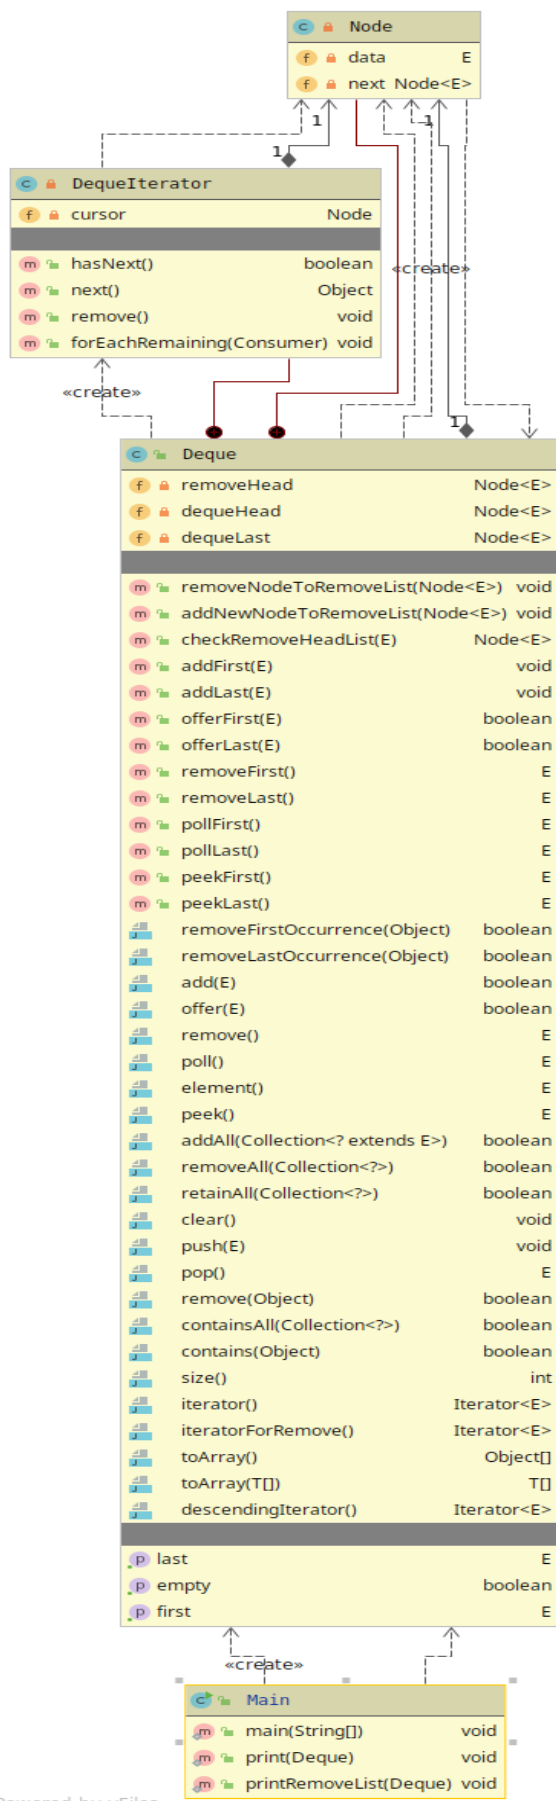 Node
data E
next Node<E>
1 1
1
DequeIterator
cursor Node
hasNext() boolean
«create»
next() Object
remove() void
forEachRemaining(Consumer) void
«create»
1
Deque
removeHead Node<E>
dequeHead Node<E>
dequeLast Node<E>
removeNodeToRemoveList(Node<E>) void
addNewNodeToRemoveList(Node<E>) void
checkRemoveHeadList(E) Node<E>
addFirst(E) void
addLast(E) void
offerFirst(E) boolean
offerLast(E) boolean
removeFirst() E
removeLast() E
pollFirst() E
pollLast() E
peekFirst() E
peekLast() E
removeFirstOccurrence(Object) boolean
removeLastOccurrence(Object) boolean
add(E) boolean
offer(E) boolean
remove() E
poll() E
element() E
peek() E
addAll(Collection<? extends E>) boolean
removeAll(Collection<?>) boolean
retainAll(Collection<?>) boolean
clear() void
push(E) void
pop() E
remove(Object) boolean
containsAll(Collection<?>) boolean
contains(Object) boolean
size() int
iterator() Iterator<E>
iteratorForRemove() Iterator<E>
toArray() Object[]
toArray(T[]) T[]
descendingIterator() Iterator<E>
last E
empty boolean
first E
«create»
Main
main(String[]) void
print(Deque) void
printRemoveList(Deque) void